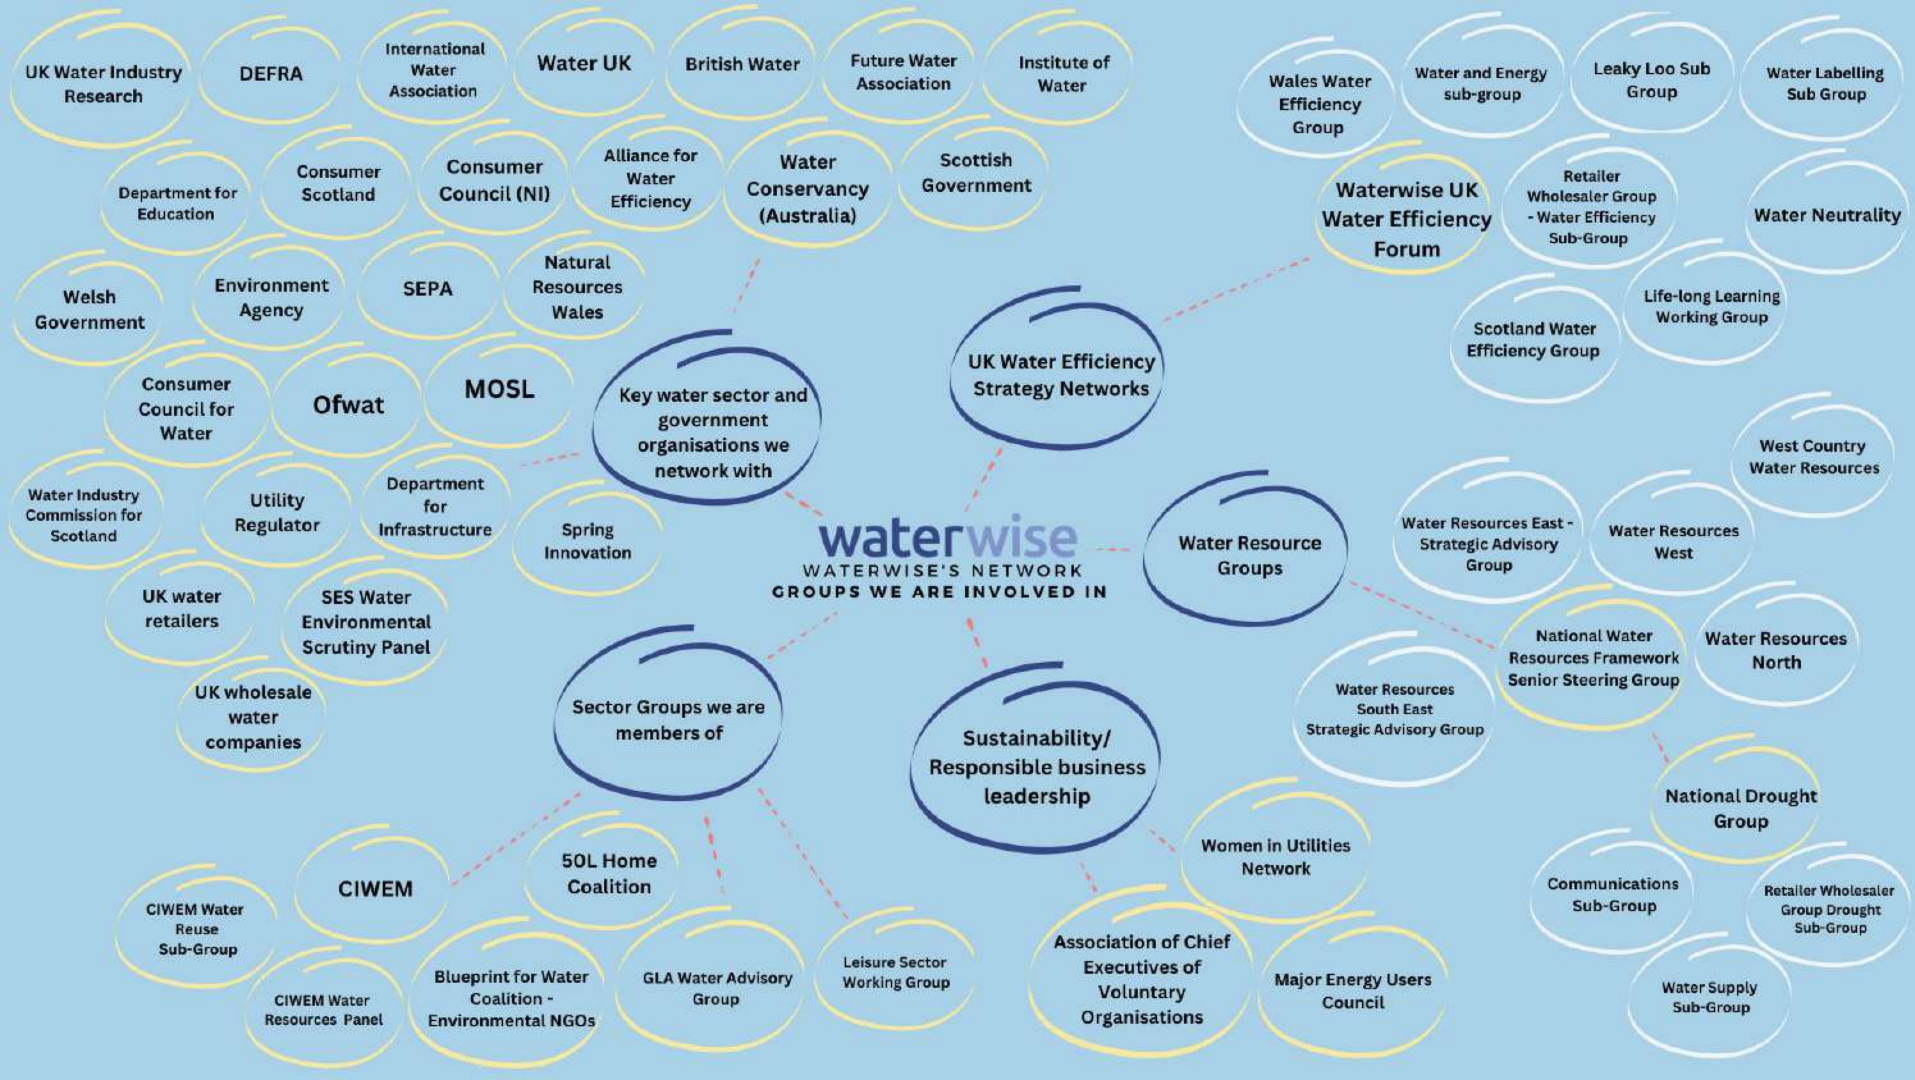 UK Water Industry
Research
DEFRA
International
Water
Association
Water UK
British Water
Future Water
Association
Institute of
Water
Department for
Education
Consumer
Scotland
Consumer
Council (NI)
Alliance for
Water
Efficiency
Water
Conservancy
(Australia)
Scottish
Government
Welsh
Government
Environment
Agency
SEPA
Natural
Resources
Wales
Consumer
Council for
Water
Ofwat
MOSL
Water Industry
Commission for
Scotland
Utility
Regulator
Department
for
Infrastructure
Spring
Innovation
UK water
retailers
SES Water
Environmental
Scrutiny Panel
UK wholesale
water
companies
Key water sector and
government
organisations we
network with
UK Water Efficiency
Strategy Networks
Wales Water
Efficiency
Group
Water and Energy
sub-group
Leaky Loo Sub
Group
Water Labelling
Sub Group
Waterwise UK
Water Efficiency
Forum
Retailer
Wholesaler Group
- Water Efficiency
Sub-Group
Water Neutrality
Scotland Water
Efficiency Group
Life-long Learning
Working Group
waterwise
WATERWISE'S NETWORK
GROUPS WE ARE INVOLVED IN
Water Resource
Groups
West Country
Water Resources
Water Resources East -
Strategic Advisory
Group
Water Resources
West
National Water
Resources Framework
Senior Steering Group
Water Resources
North
Water Resources
South East
Strategic Advisory Group
National Drought
Group
Communications
Sub-Group
Retailer Wholesaler
Group Drought
Sub-Group
Water Supply
Sub-Group
Sector Groups we are
members of
CIWEM
CIWEM Water
Reuse
Sub-Group
CIWEM Water
Resources Panel
50L Home
Coalition
Blueprint for Water
Coalition -
Environmental NGOs
GLA Water Advisory
Group
Leisure Sector
Working Group
Sustainability/
Responsible business
leadership
Women in Utilities
Network
Association of Chief
Executives of
Voluntary
Organisations
Major Energy Users
Council